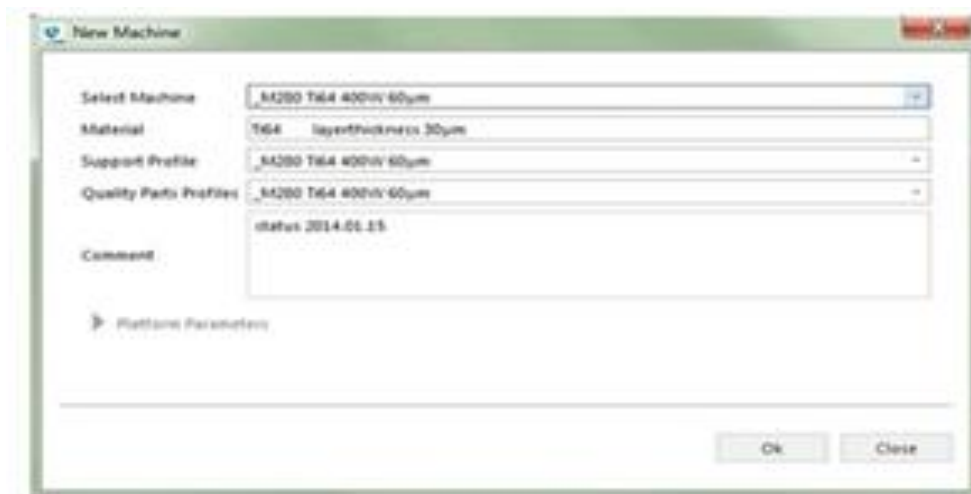 New Machine
Select Machine _M280 Ti64 400W 60µm
Material Ti64 layerthickness 30µm
Support Profile _M280 Ti64 400W 60µm
Quality Parts Profiles _M280 Ti64 400W 60µm
Comment status 2014.01.15
Platform Parameters
Ok Close